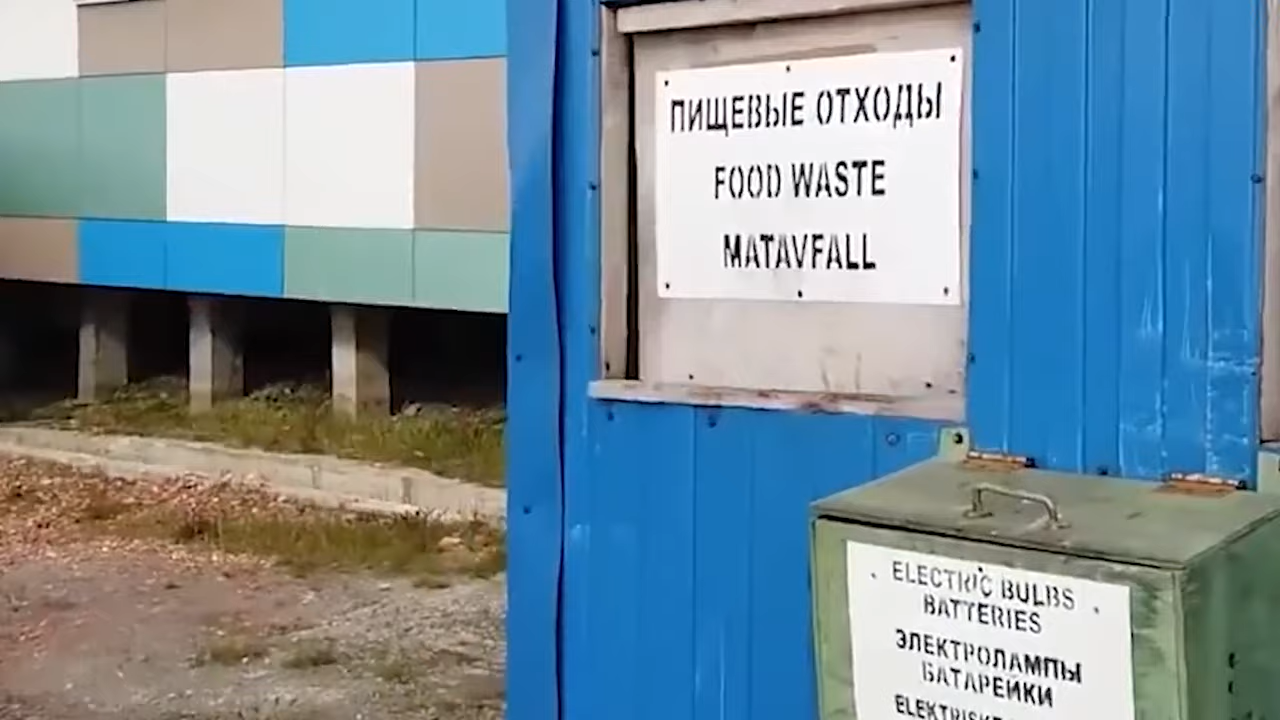 ПИЩЕВЫЕ ОТХОДЫ
FOOD WASTE
MATAVFALL
ELECTRIC BULBS
BATTERIES
ЭЛЕКТРОЛАМПЫ
БАТАРЕЙКИ